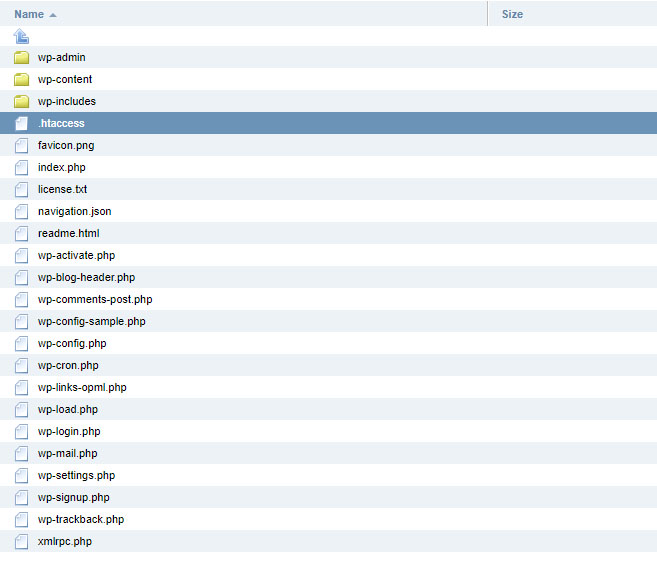 Name Size
wp-admin
wp-content
wp-includes
.htaccess
favicon.png
index.php
license.txt
navigation.json
readme.html
wp-activate.php
wp-blog-header.php
wp-comments-post.php
wp-config-sample.php
wp-config.php
wp-cron.php
wp-links-opml.php
wp-load.php
wp-login.php
wp-mail.php
wp-settings.php
wp-signup.php
wp-trackback.php
xmlrpc.php